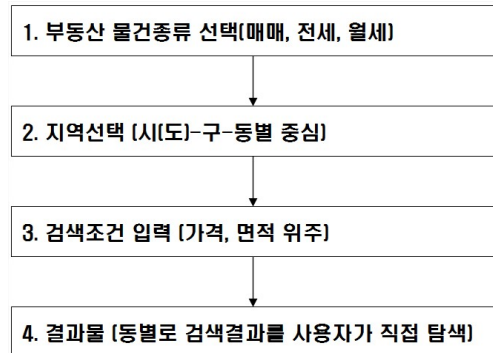 1. 부동산 물건종류 선택(매매, 전세, 월세)
2. 지역선택 (시(도)-구-동별 중심)
3. 검색조건 입력 (가격, 면적 위주)
4. 결과물 (동별로 검색결과를 사용자가 직접 탐색)